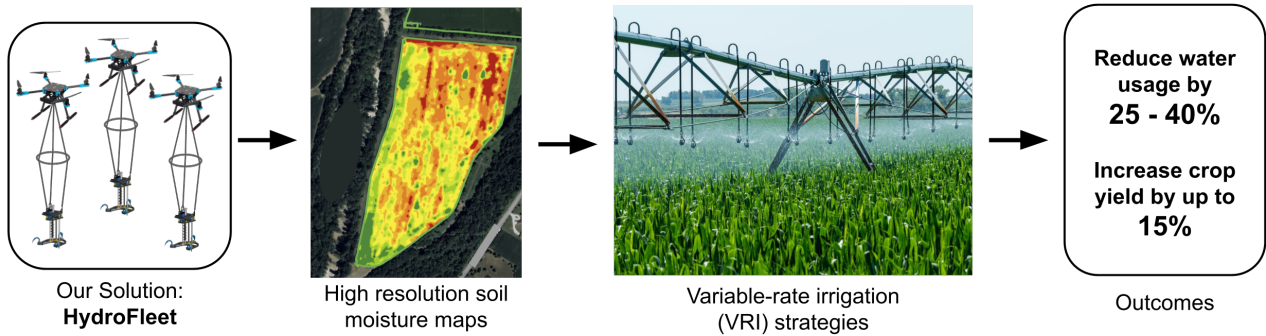 Our Solution:
HydroFleet
High resolution soil
moisture maps
Variable-rate irrigation
(VRI) strategies
Reduce water
usage by
25 - 40%
Increase crop
yield by up to
15%
Outcomes